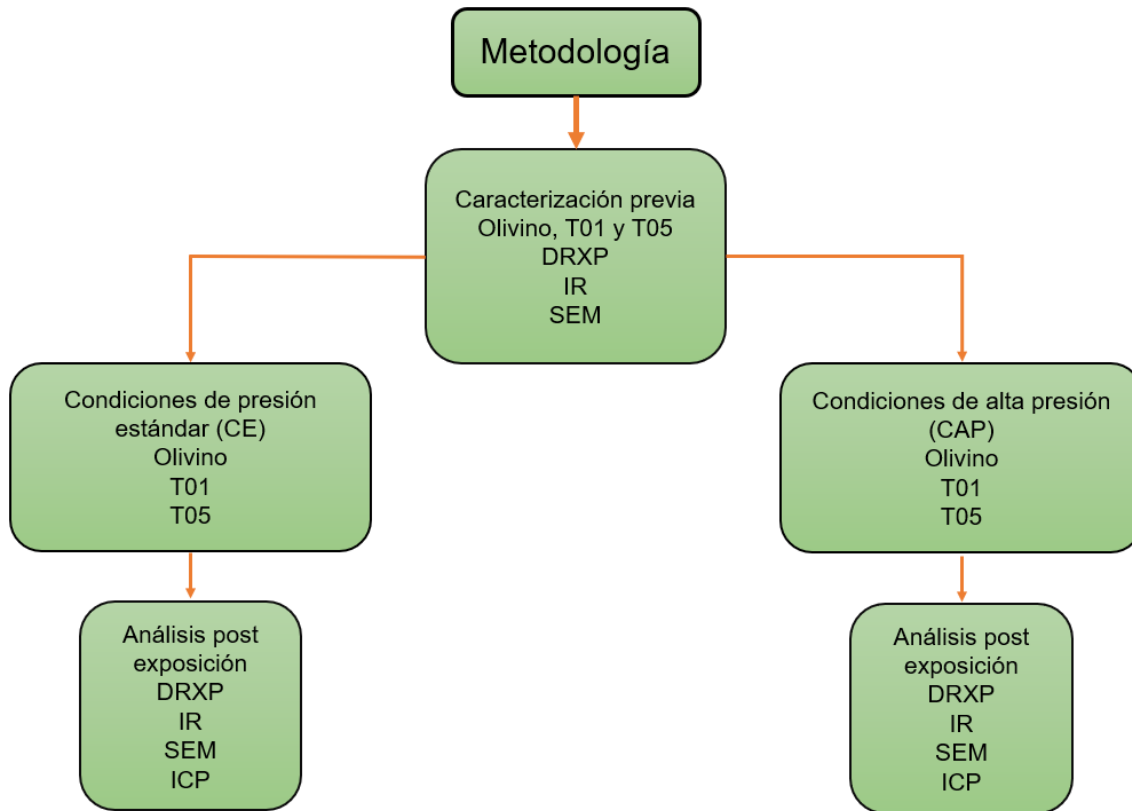 Metodología
Caracterización previa
Olivino, T01 y T05
DRXP
IR
SEM
Condiciones de presión
estándar (CE)
Olivino
T01
T05
Condiciones de alta presión
(CAP)
Olivino
T01
T05
Análisis post
exposición
DRXP
IR
SEM
ICP
Análisis post
exposición
DRXP
IR
SEM
ICP